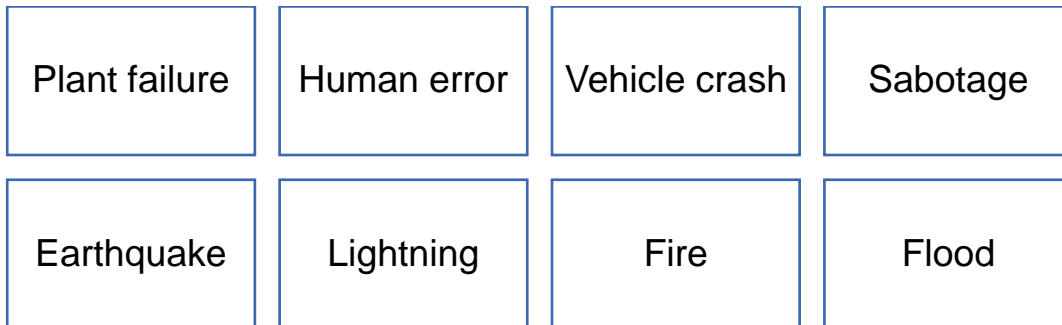 Plant failure
Human error
Vehicle crash
Sabotage
Earthquake
Lightning
Fire
Flood